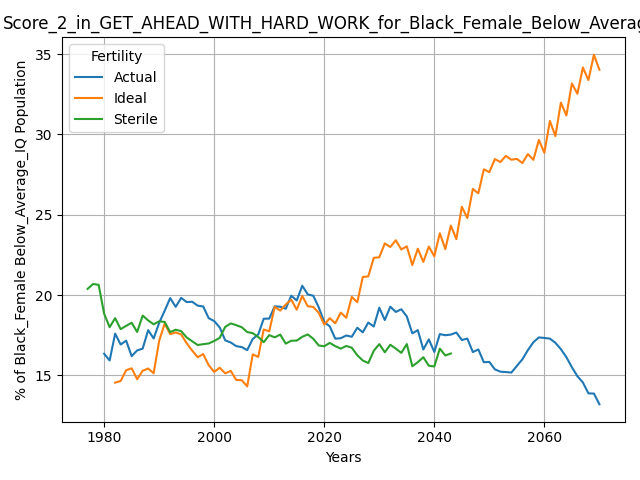 Score_2_in_GET_AHEAD_WITH_HARD_WORK_for_Black_Female_Below_Averag
Fertility
Actual
Ideal
Sterile
% of Black_Female Below_Average_IQ Population
35
30
25
20
15
1980
2000
2020
2040
2060
Years